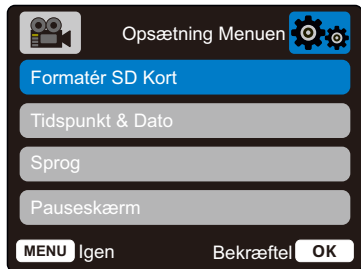 Opsætning Menuen
Formatér SD Kort
Tidspunkt & Dato
Sprog
Pauseskærm
MENU Igen Bekræftel OK